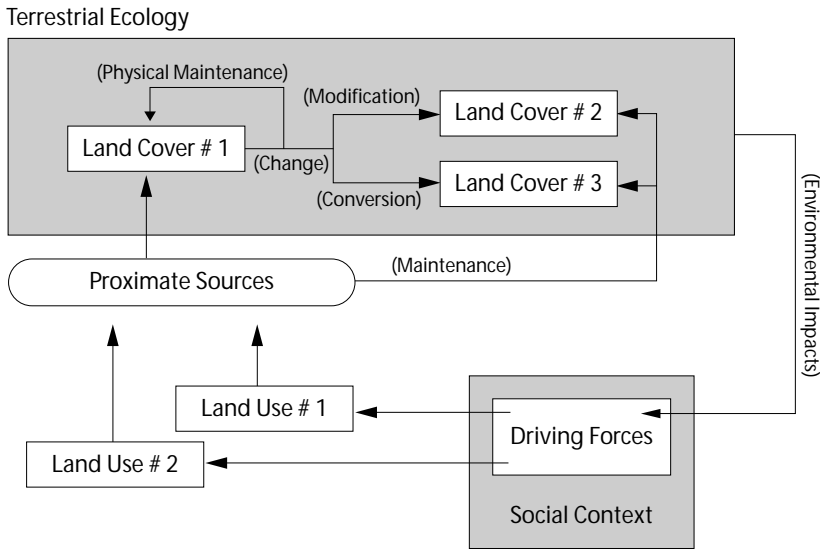 Terrestrial Ecology
(Physical Maintenance)
(Modification)
Land Cover # 2
Land Cover # 1
(Change)
Land Cover # 3
(Conversion)
(Environmental Impacts)
Proximate Sources
(Maintenance)
Land Use # 1
Driving Forces
Land Use # 2
Social Context